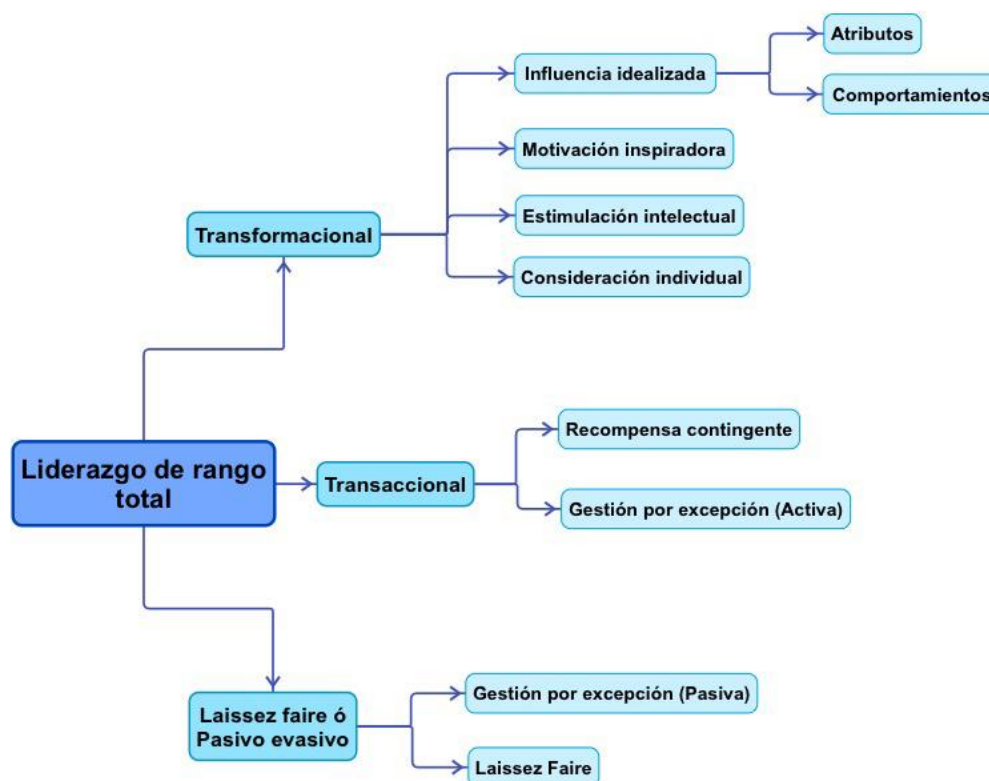 Atributos
Influencia idealizada
Comportamientos
Motivación inspiradora
Estimulación intelectual
Transformacional
Consideración individual
Recompensa contingente
Liderazgo de rango
total
Transaccional
Gestión por excepción (Activa)
Gestión por excepción (Pasiva)
Laissez faire ó
Pasivo evasivo
Laissez Faire